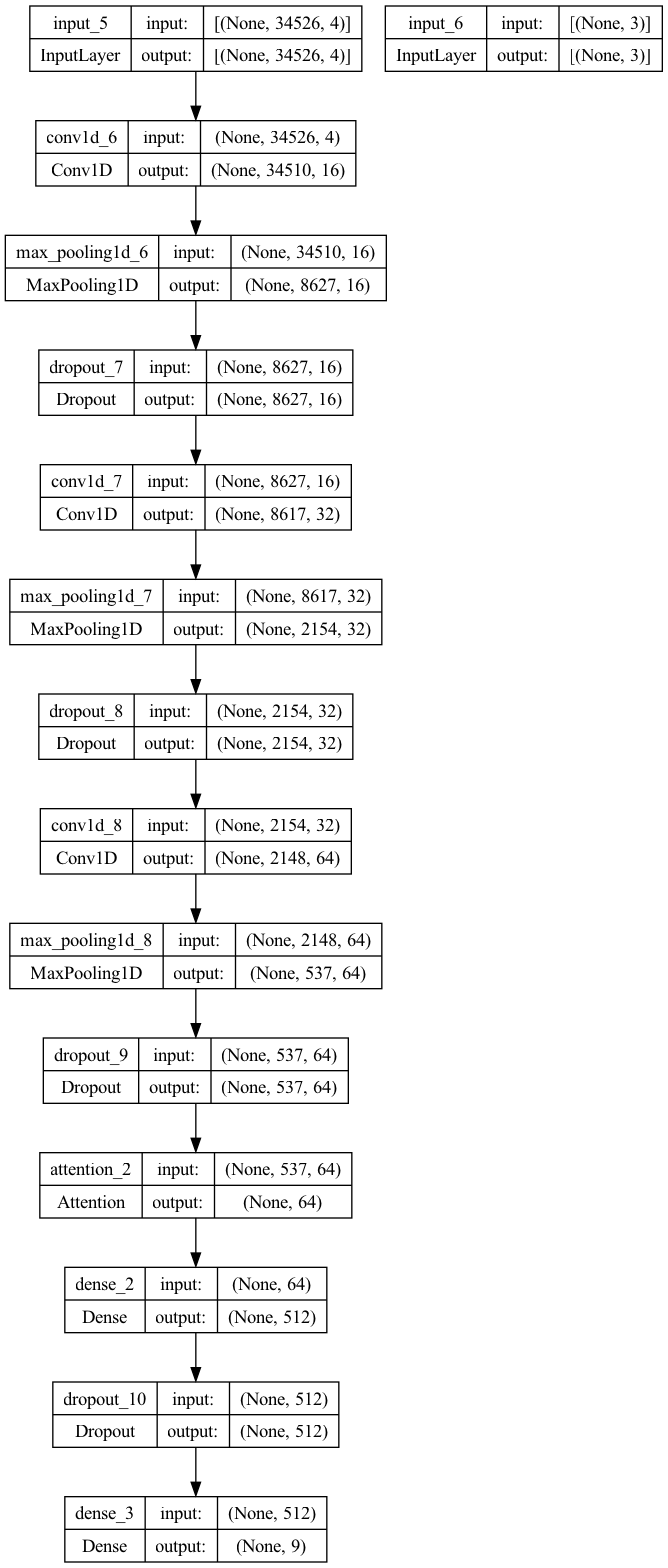 input_5 input: [(None, 34526, 4)] input_6 input: [(None, 3)]
InputLayer output: [(None, 34526, 4)] InputLayer output: [(None, 3)]
conv1d_6 input: (None, 34526, 4)
Conv1D output: (None, 34510, 16)
max_pooling1d_6 input: (None, 34510, 16)
MaxPooling1D output: (None, 8627, 16)
dropout_7 input: (None, 8627, 16)
Dropout output: (None, 8627, 16)
conv1d_7 input: (None, 8627, 16)
Conv1D output: (None, 8617, 32)
max_pooling1d_7 input: (None, 8617, 32)
MaxPooling1D output: (None, 2154, 32)
dropout_8 input: (None, 2154, 32)
Dropout output: (None, 2154, 32)
conv1d_8 input: (None, 2154, 32)
Conv1D output: (None, 2148, 64)
max_pooling1d_8 input: (None, 2148, 64)
MaxPooling1D output: (None, 537, 64)
dropout_9 input: (None, 537, 64)
Dropout output: (None, 537, 64)
attention_2 input: (None, 537, 64)
Attention output: (None, 64)
dense_2 input: (None, 64)
Dense output: (None, 512)
dropout_10 input: (None, 512)
Dropout output: (None, 512)
dense_3 input: (None, 512)
Dense output: (None, 9)